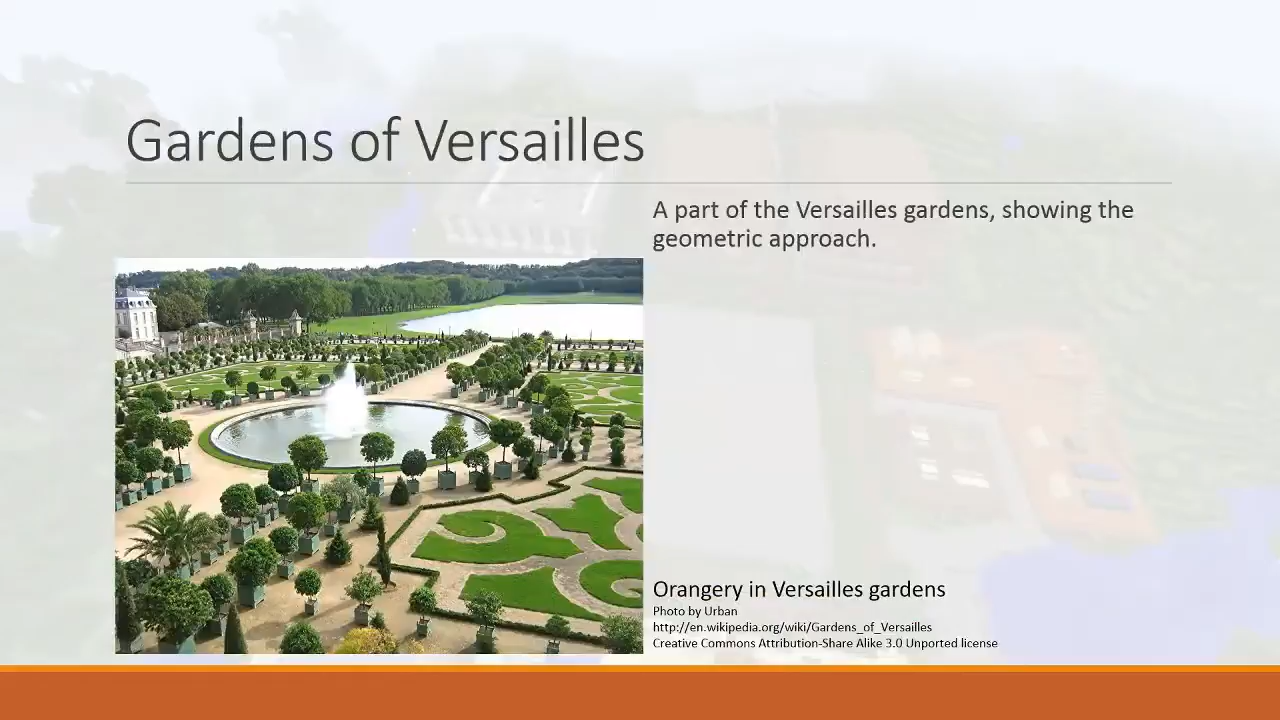 Gardens of Versailles
A part of the Versailles gardens, showing the
geometric approach.
Orangery in Versailles gardens
Photo by Urban
http://en.wikipedia.org/wiki/Gardens_of_Versailles
Creative Commons Attribution-Share Alike 3.0 Unported license